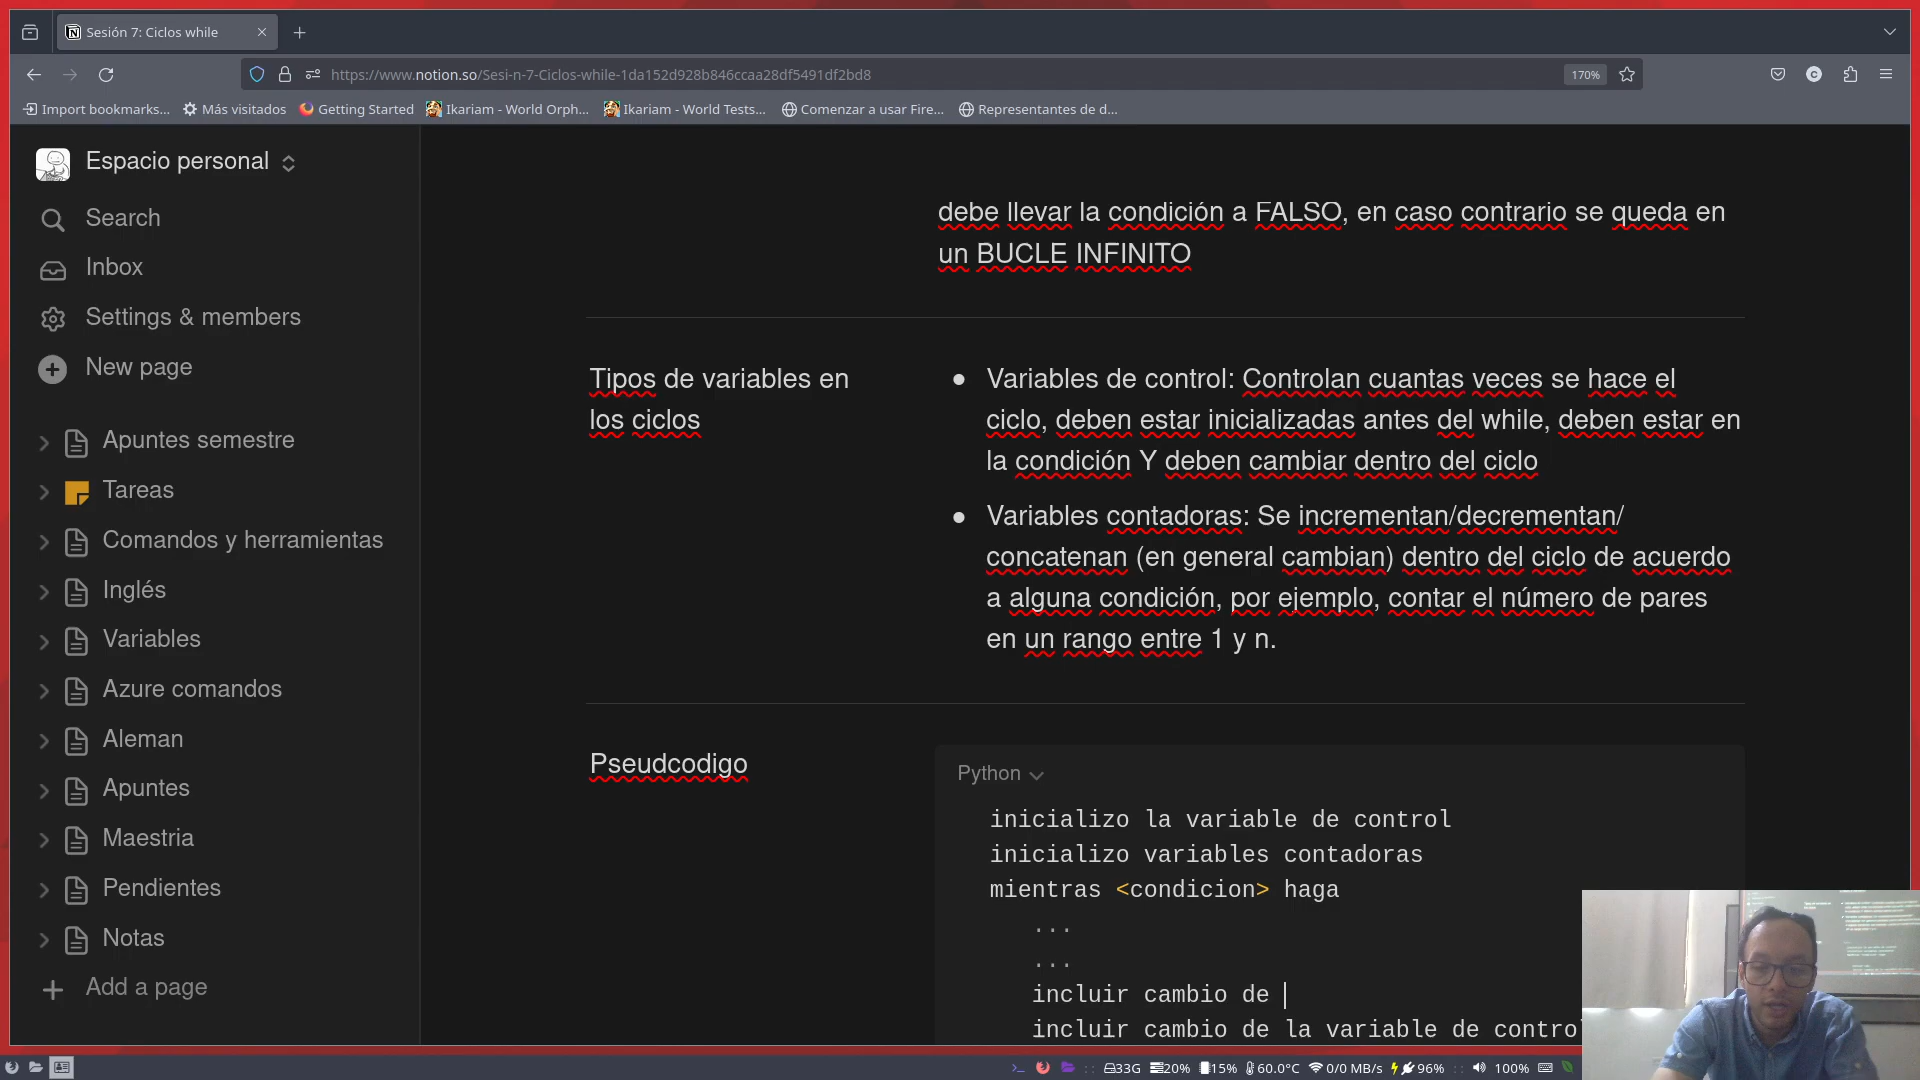 Sesión 7: Ciclos while
https://www.notion.so/Sesi-n-7-Ciclos-while-1da152d928b846ccaa28df5491df2bd8
170%
Import bookmarks...
Más visitados
Getting Started
Ikariam - World Orph...
Ikariam - World Tests...
Comenzar a usar Fire...
Representantes de d...
Espacio personal
Search
Inbox
Settings & members
New page
Apuntes semestre
Tareas
Comandos y herramientas
Inglés
Variables
Azure comandos
Aleman
Apuntes
Maestria
Pendientes
Notas
Add a page
debe llevar la condición a FALSO, en caso contrario se queda en
un BUCLE INFINITO
Tipos de variables en
los ciclos
Variables de control: Controlan cuantas veces se hace el
ciclo, deben estar inicializadas antes del while, deben estar en
la condición Y deben cambiar dentro del ciclo
Variables contadoras: Se incrementan/decrementan/
concatenan (en general cambian) dentro del ciclo de acuerdo
a alguna condición, por ejemplo, contar el número de pares
en un rango entre 1 y n.
Pseudcodigo
Python
inicializo la variable de control
inicializo variables contadoras
mientras <condicion> haga
...
...
incluir cambio de
incluir cambio de la variable de control
33G
20%
15%
60.0°C
0/0 MB/s
96%
100%